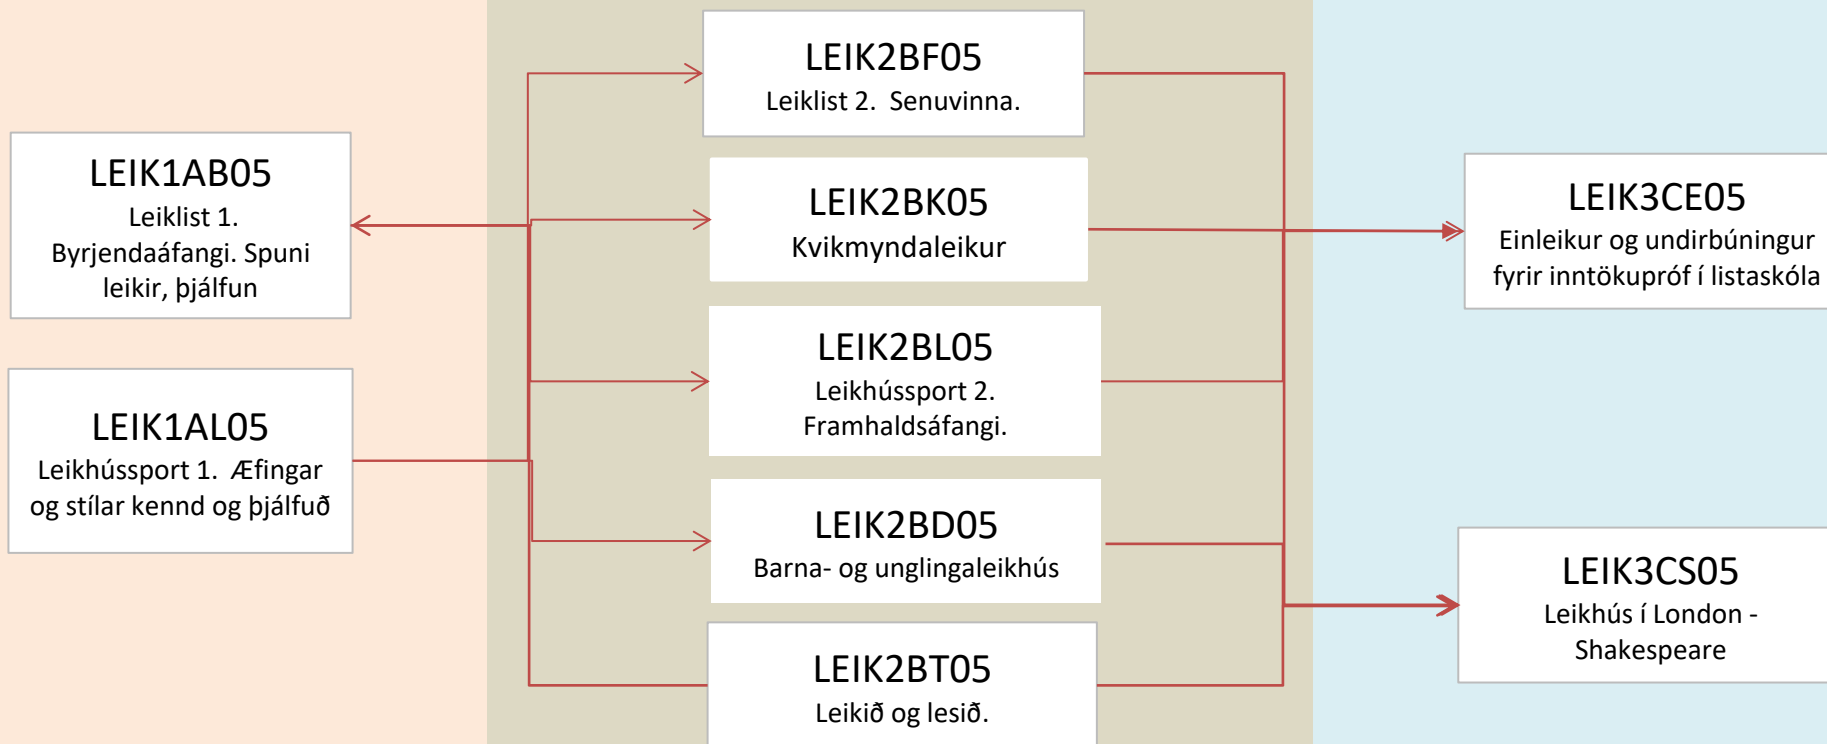 LEIK1AB05
Leiklist 1.
Byrjendaáfangi. Spuni
leikir, þjálfun
LEIK1AL05
Leikhússport 1. Æfingar
og stílar kennd og þjálfuð
LEIK2BF05
Leiklist 2. Senuvinna.
LEIK2BK05
Kvikmyndaleikur
LEIK2BL05
Leikhússport 2.
Framhaldsáfangi.
LEIK2BD05
Barna- og unglingaleikhús
LEIK2BT05
Leikið og lesið.
LEIK3CE05
Einleikur og undirbúningur
fyrir inntökupróf í listaskóla
LEIK3CS05
Leikhús í London -
Shakespeare